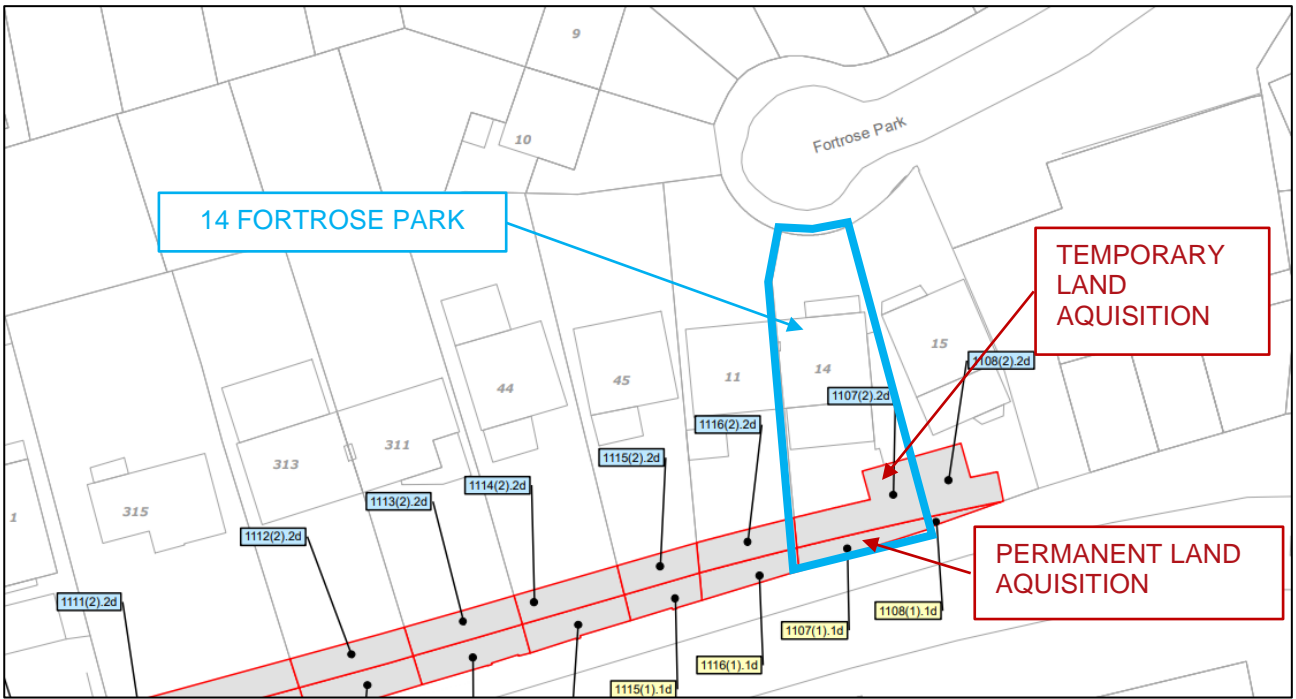 9
10
Fortrose Park
14 FORTROSE PARK
TEMPORARY
LAND
AQUISITION
15
1108(2).2d
14
11
45
44
1107(2).2d
1116(2).2d
311
313
1115(2).2d
1114(2).2d
1113(2).2d
315
1
1112(2).2d
PERMANENT LAND
AQUISITION
1111(2).2d
1108(1).1d
1107(1).1d
1116(1).1d
1115(1).1d